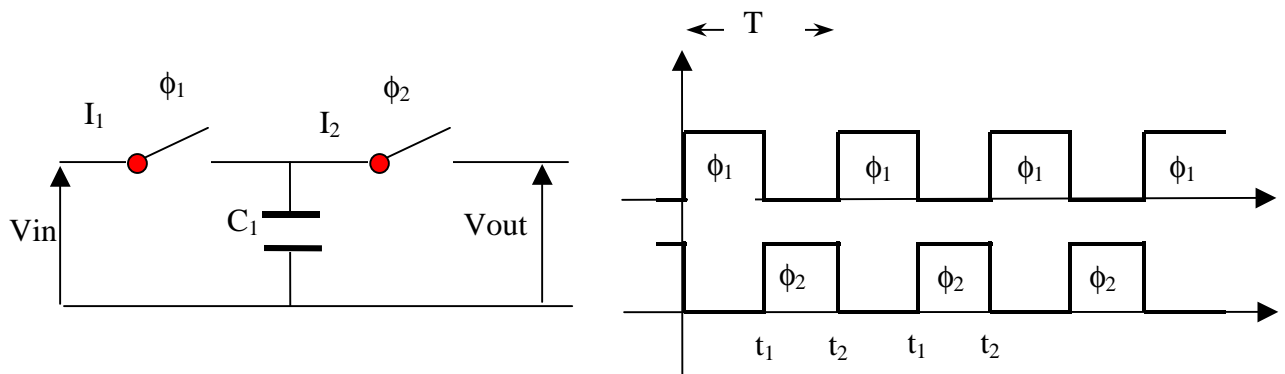 T
ϕ₁ ϕ₂
I₁ I₂
Vin C₁ Vout
ϕ₁ ϕ₁ ϕ₁ ϕ₁
ϕ₂ ϕ₂ ϕ₂
t₁ t₂ t₁ t₂